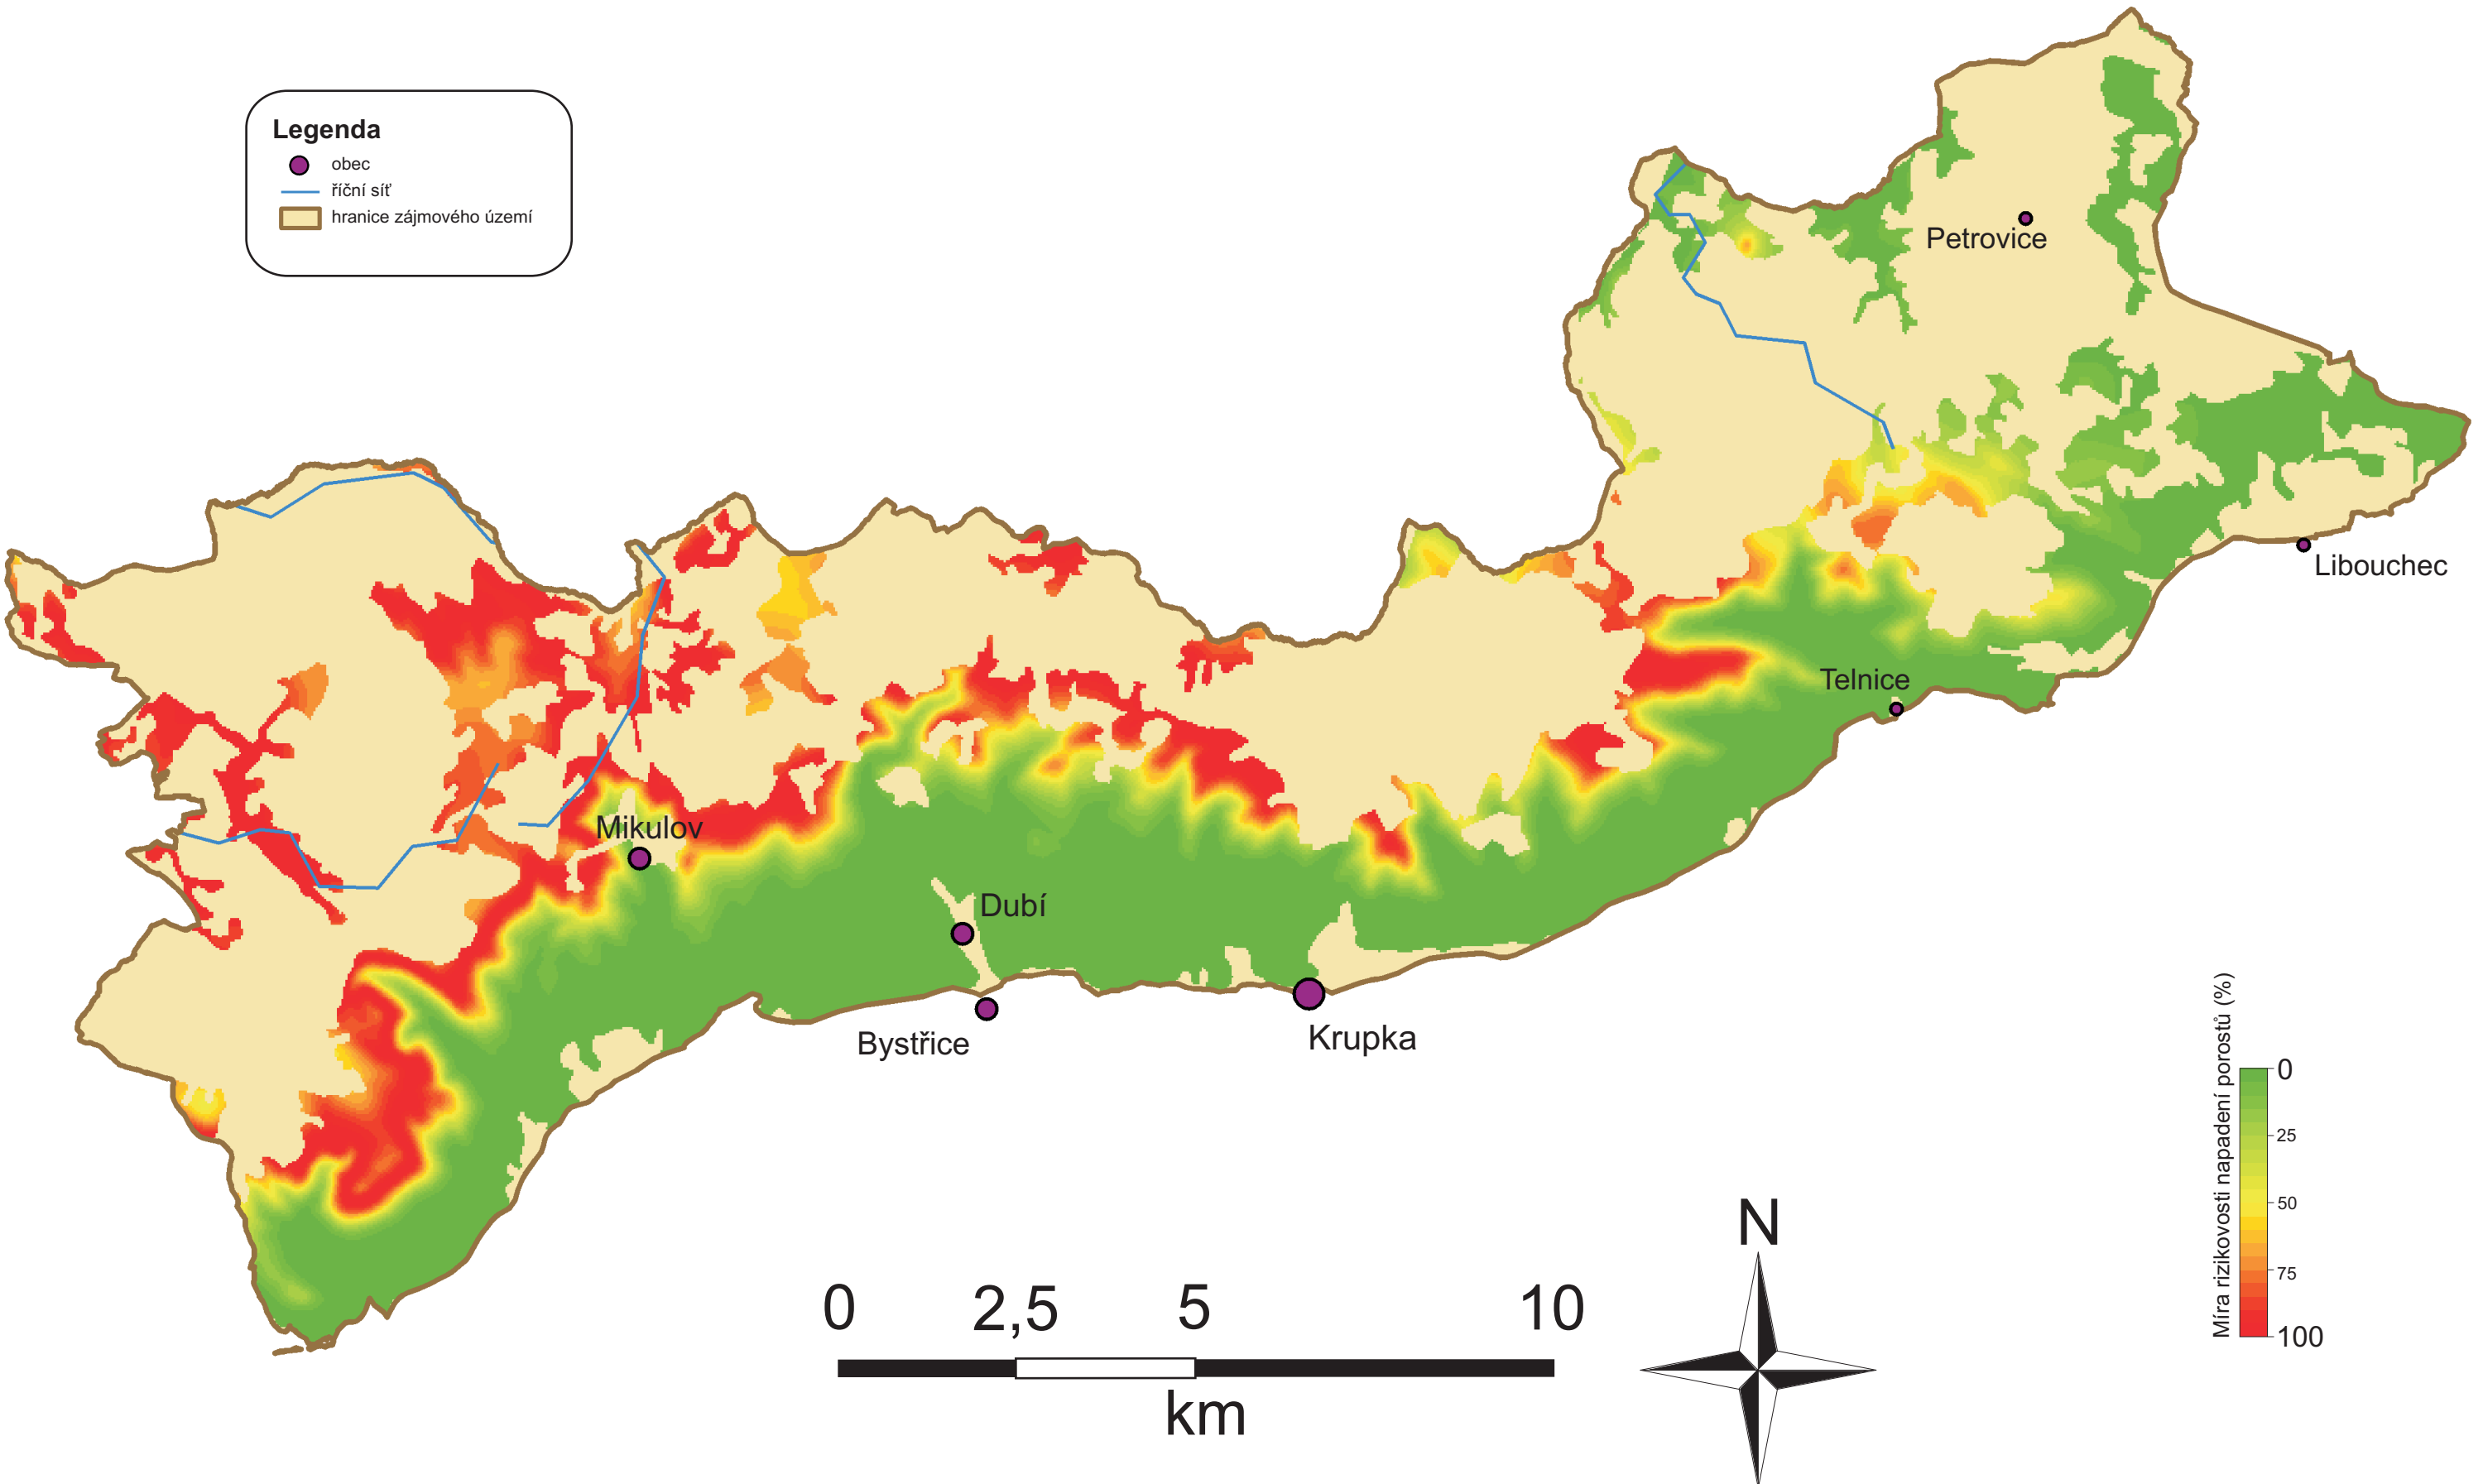 Legenda
obec
říční síť
hranice zájmového území
Petrovice
Libouchec
Telnice
Mikulov
Dubí
Bystřice
Krupka
Míra rizikovosti napadení porostů (%)
0
25
50
75
100
N
0 2,5 5 10
km